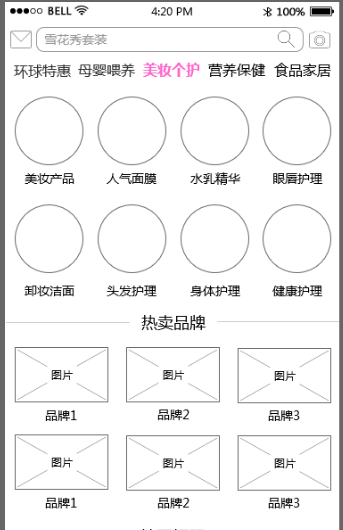 BELL 4:20 PM 100%
雪花秀套装
环球特惠 母婴喂养 美妆个护 营养保健 食品家居
美妆产品 人气面膜 水乳精华 眼唇护理
卸妆洁面 头发护理 身体护理 健康护理
热卖品牌
图片 图片 图片
品牌1 品牌2 品牌3
图片 图片 图片
品牌1 品牌2 品牌3